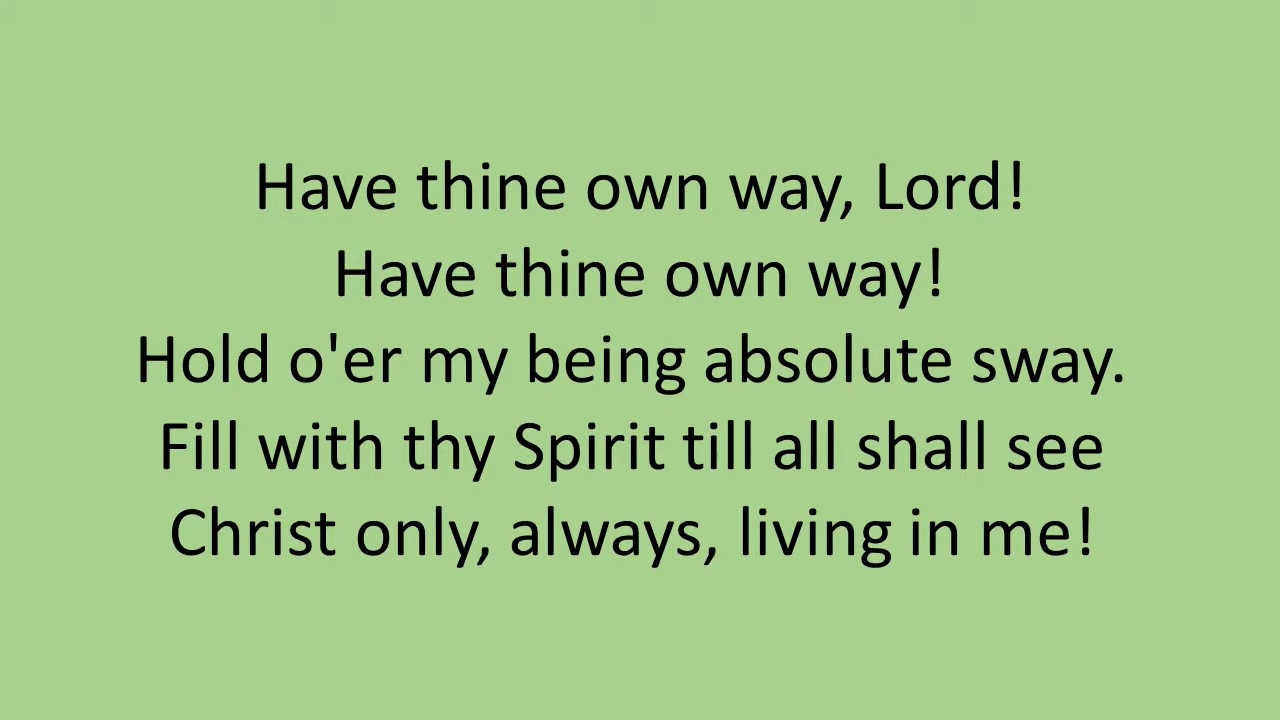 Have thine own way, Lord!
Have thine own way!
Hold o'er my being absolute sway.
Fill with thy Spirit till all shall see
Christ only, always, living in me!